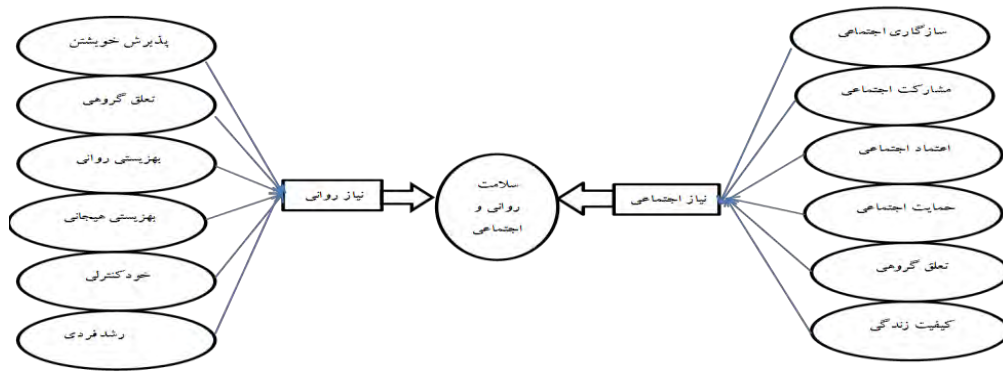 سازگاری اجتماعی
مشارکت اجتماعی
اعتماد اجتماعی
حمایت اجتماعی
تعلق گروهی
کیفیت زندگی
نیاز اجتماعی
سلامت
روانی و
اجتماعی
نیاز روانی
پذیرش خویشتن
تعلق گروهی
بهزیستی روانی
بهزیستی هیجانی
خودکنترلی
رشد فردی